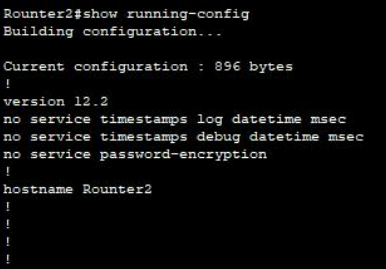 Rounter2#show running-config
Building configuration...
Current configuration : 896 bytes
!
version 12.2
no service timestamps log datetime msec
no service timestamps debug datetime msec
no service password-encryption
!
hostname Rounter2
!
!
!
!